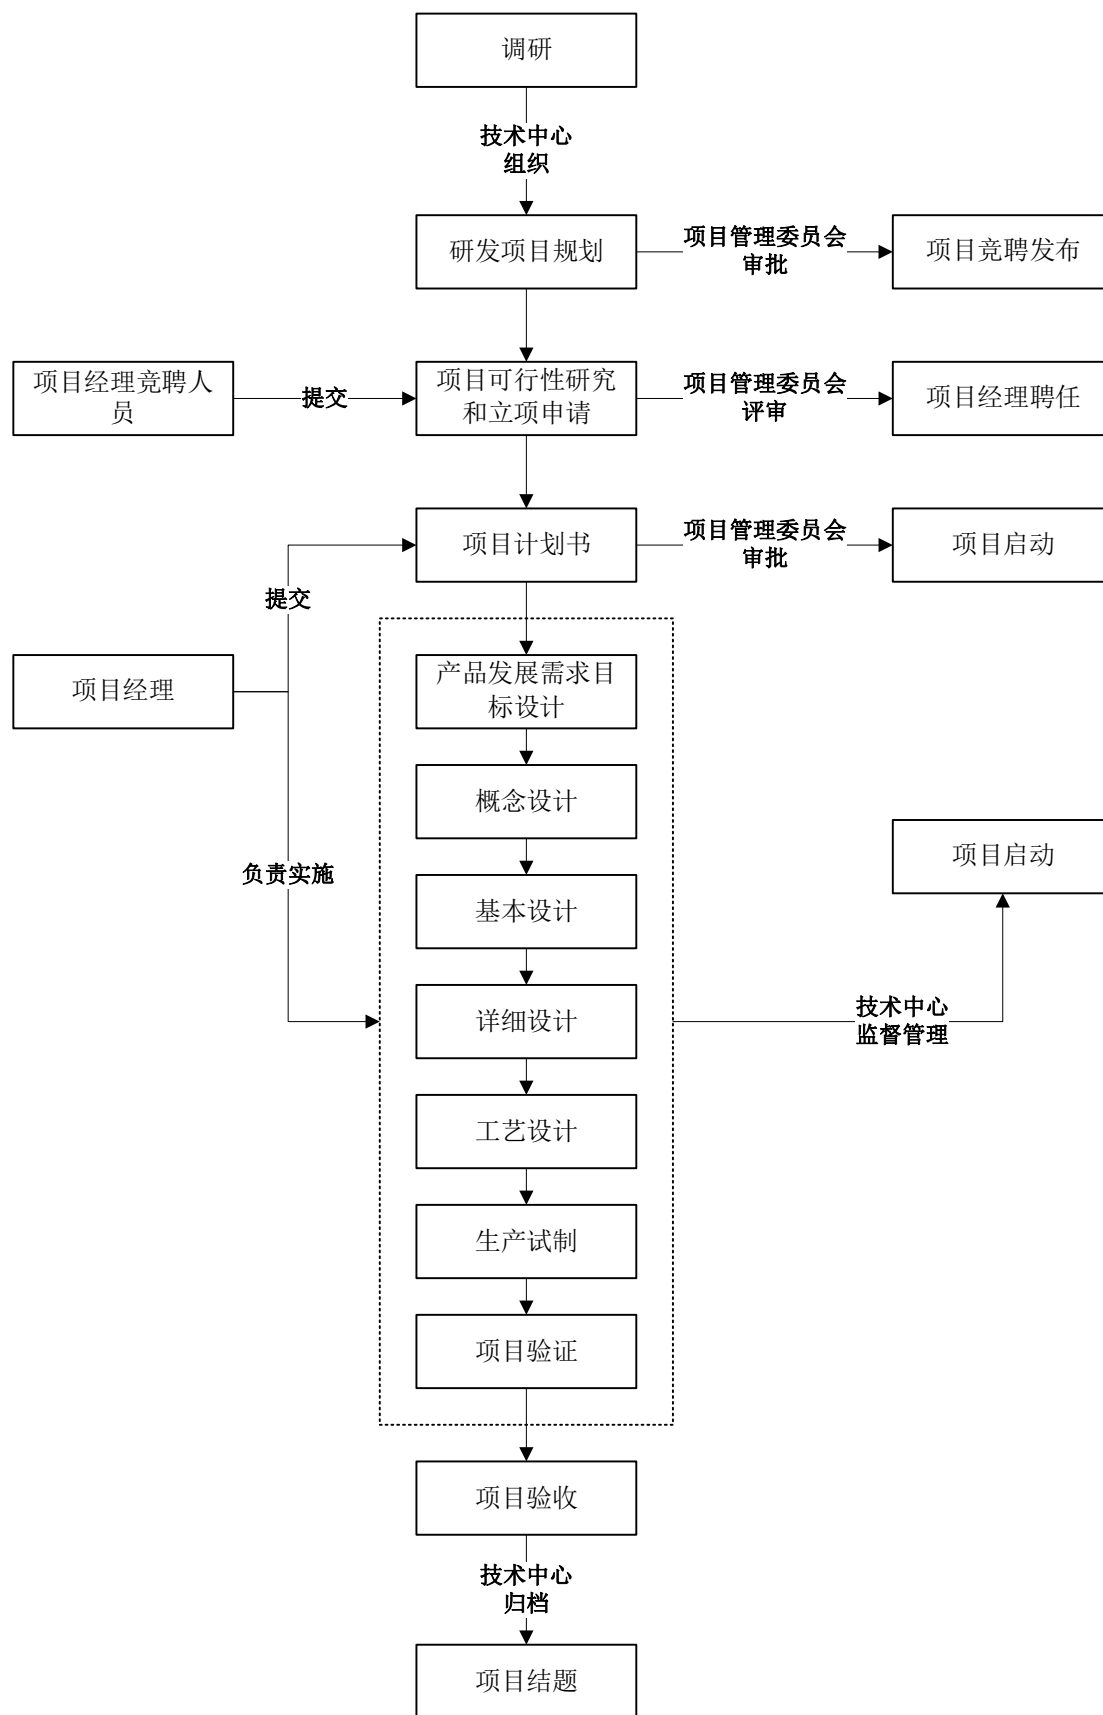 调研
技术中心
组织
研发项目规划
项目管理委员会
审批
项目竞聘发布
项目经理竞聘人
员
提交
项目可行性研究
和立项申请
项目管理委员会
评审
项目经理聘任
项目计划书
项目管理委员会
审批
项目启动
提交
项目经理
产品发展需求目
标设计
概念设计
项目启动
负责实施
基本设计
详细设计
技术中心
监督管理
工艺设计
生产试制
项目验证
项目验收
技术中心
归档
项目结题